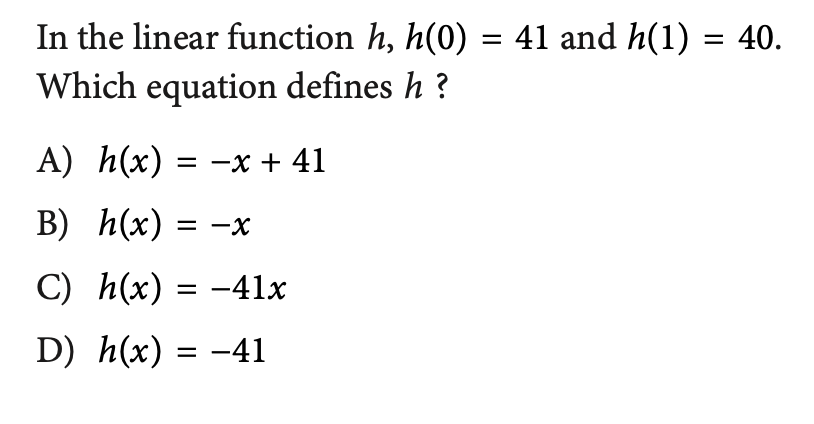 In the linear function h, h(0) = 41 and h(1) = 40.
Which equation defines h ?
A) h(x) = −x + 41
B) h(x) = −x
C) h(x) = −41x
D) h(x) = −41